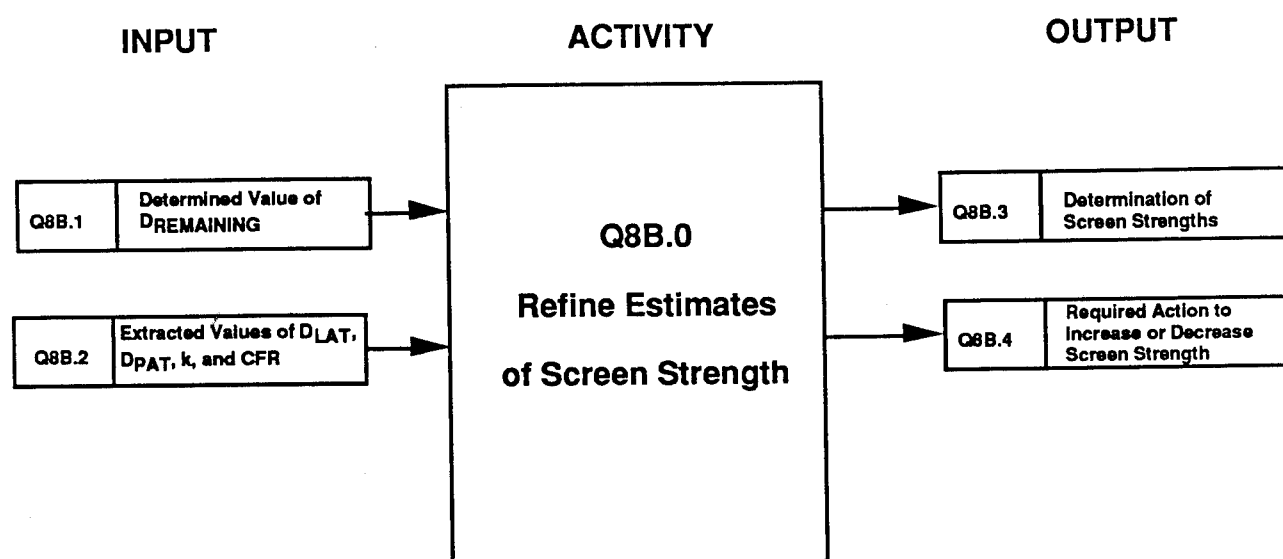 INPUT
ACTIVITY
OUTPUT
Q8B.1
Determined Value of
DREMAINING
Q8B.2
Extracted Values of DLAT,
DPAT, k, and CFR
Q8B.0
Refine Estimates
of Screen Strength
Q8B.3
Determination of
Screen Strengths
Q8B.4
Required Action to
Increase or Decrease
Screen Strength